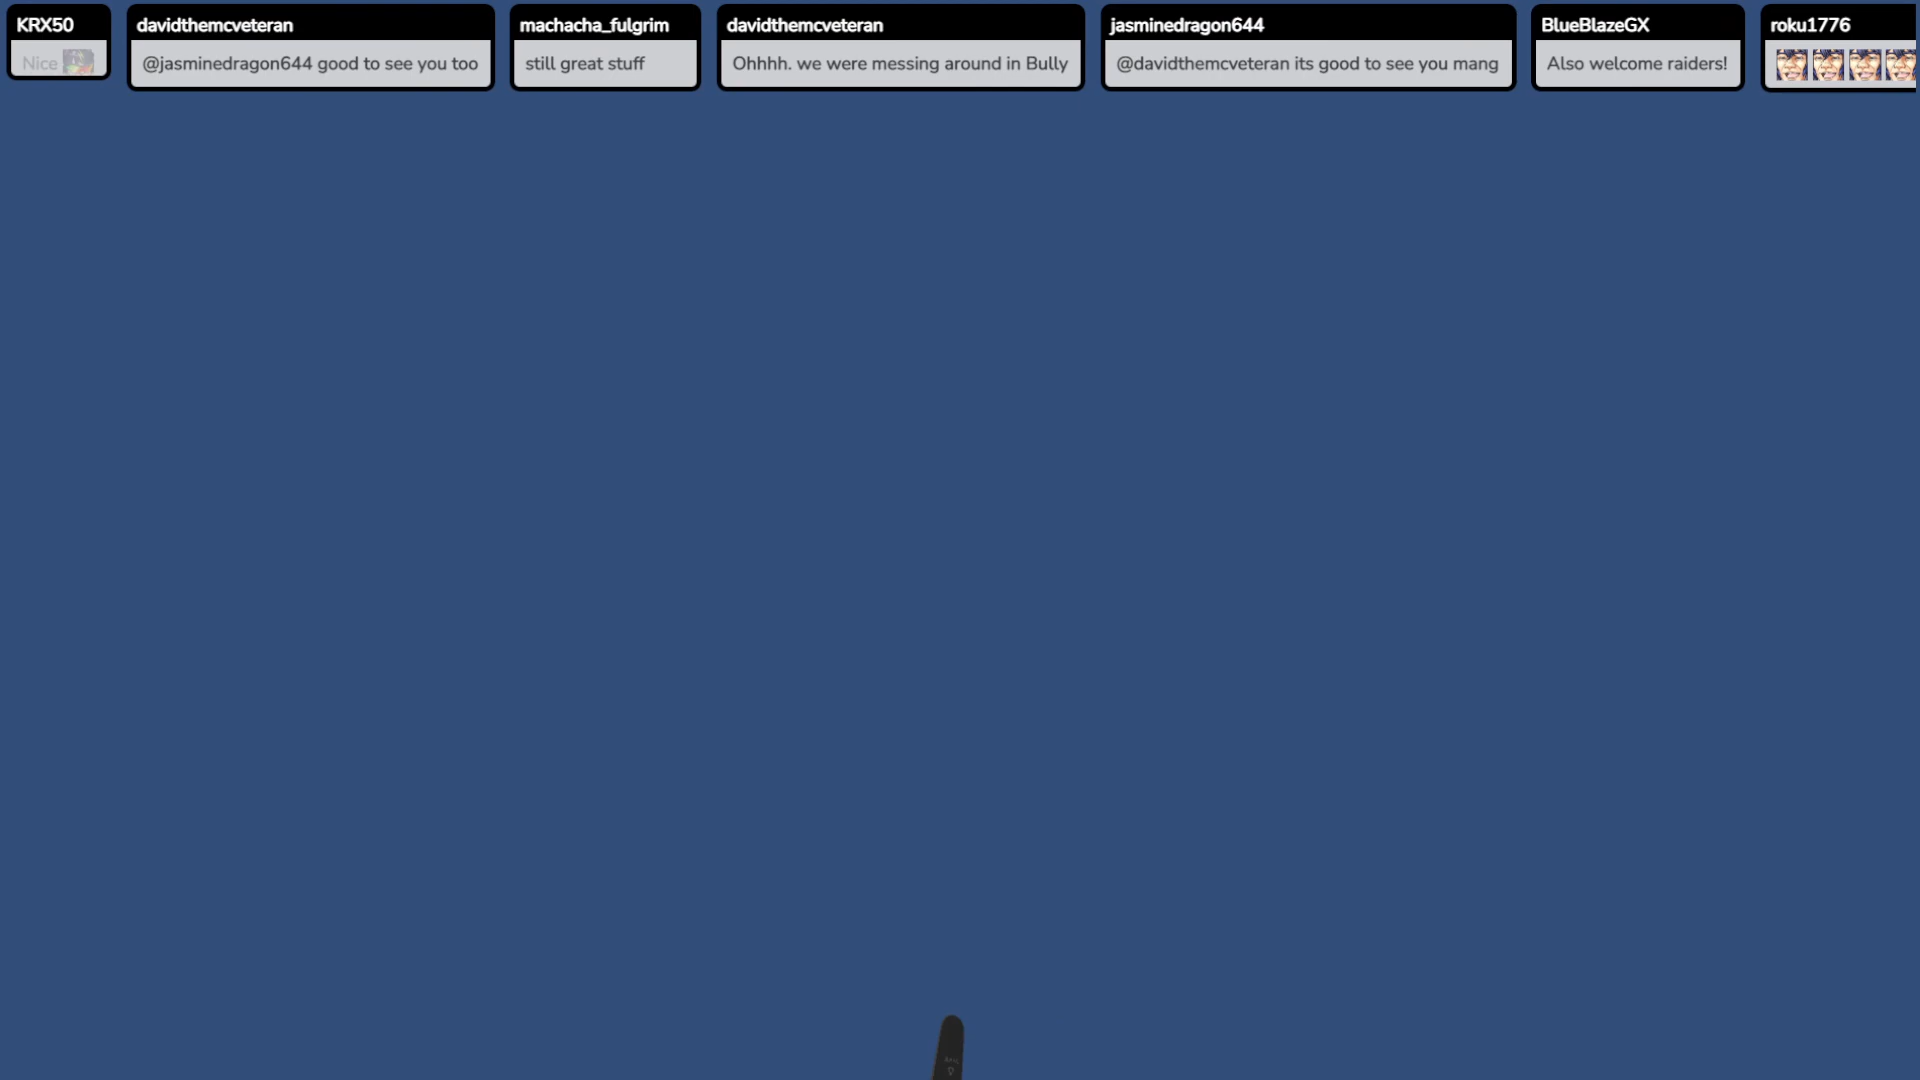 KRX50
Nice
davidthemcveteran
@jasminedragon644 good to see you too
machacha_fulgrim
still great stuff
davidthemcveteran
Ohhhh. we were messing around in Bully
jasminedragon644
@davidthemcveteran its good to see you mang
BlueBlazeGX
Also welcome raiders!
roku1776